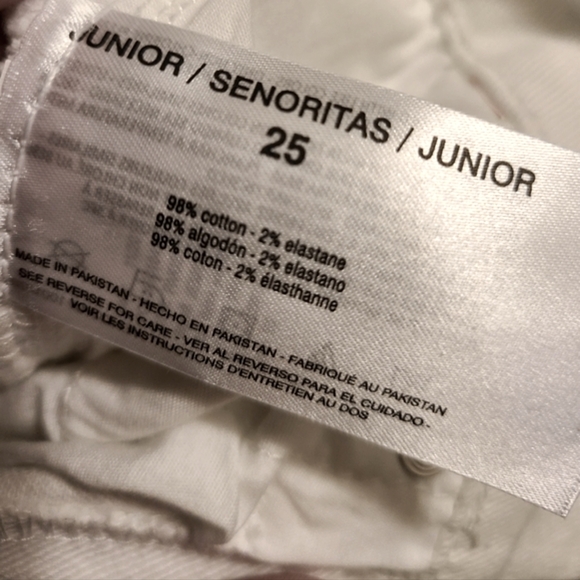 JUNIOR / SENORITAS / JUNIOR
25
98% cotton - 2% elastane
98% algodón - 2% elastano
98% coton - 2% élasthanne
MADE IN PAKISTAN - HECHO EN PAKISTAN - FABRIQUÉ AU PAKISTAN
SEE REVERSE FOR CARE - VER AL REVERSO PARA EL CUIDADO -
VOIR LES INSTRUCTIONS D'ENTRETIEN AU DOS